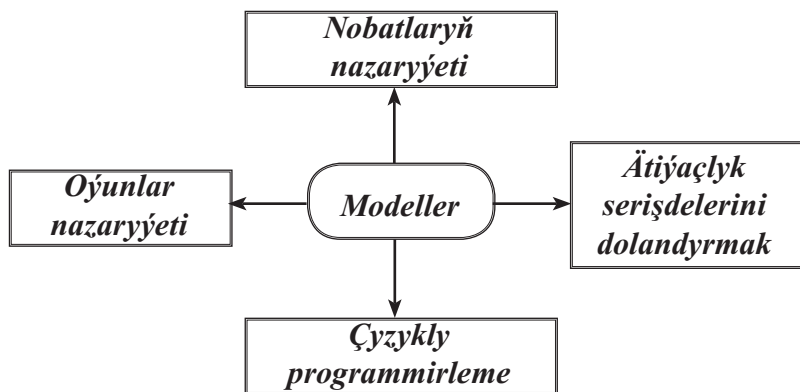 Nobatlaryň
nazaryýeti
Oýunlar
nazaryýeti
Modeller
Ätiýaçlyk
serişdelerini
dolandyrmak
Çyzykly
programmirleme